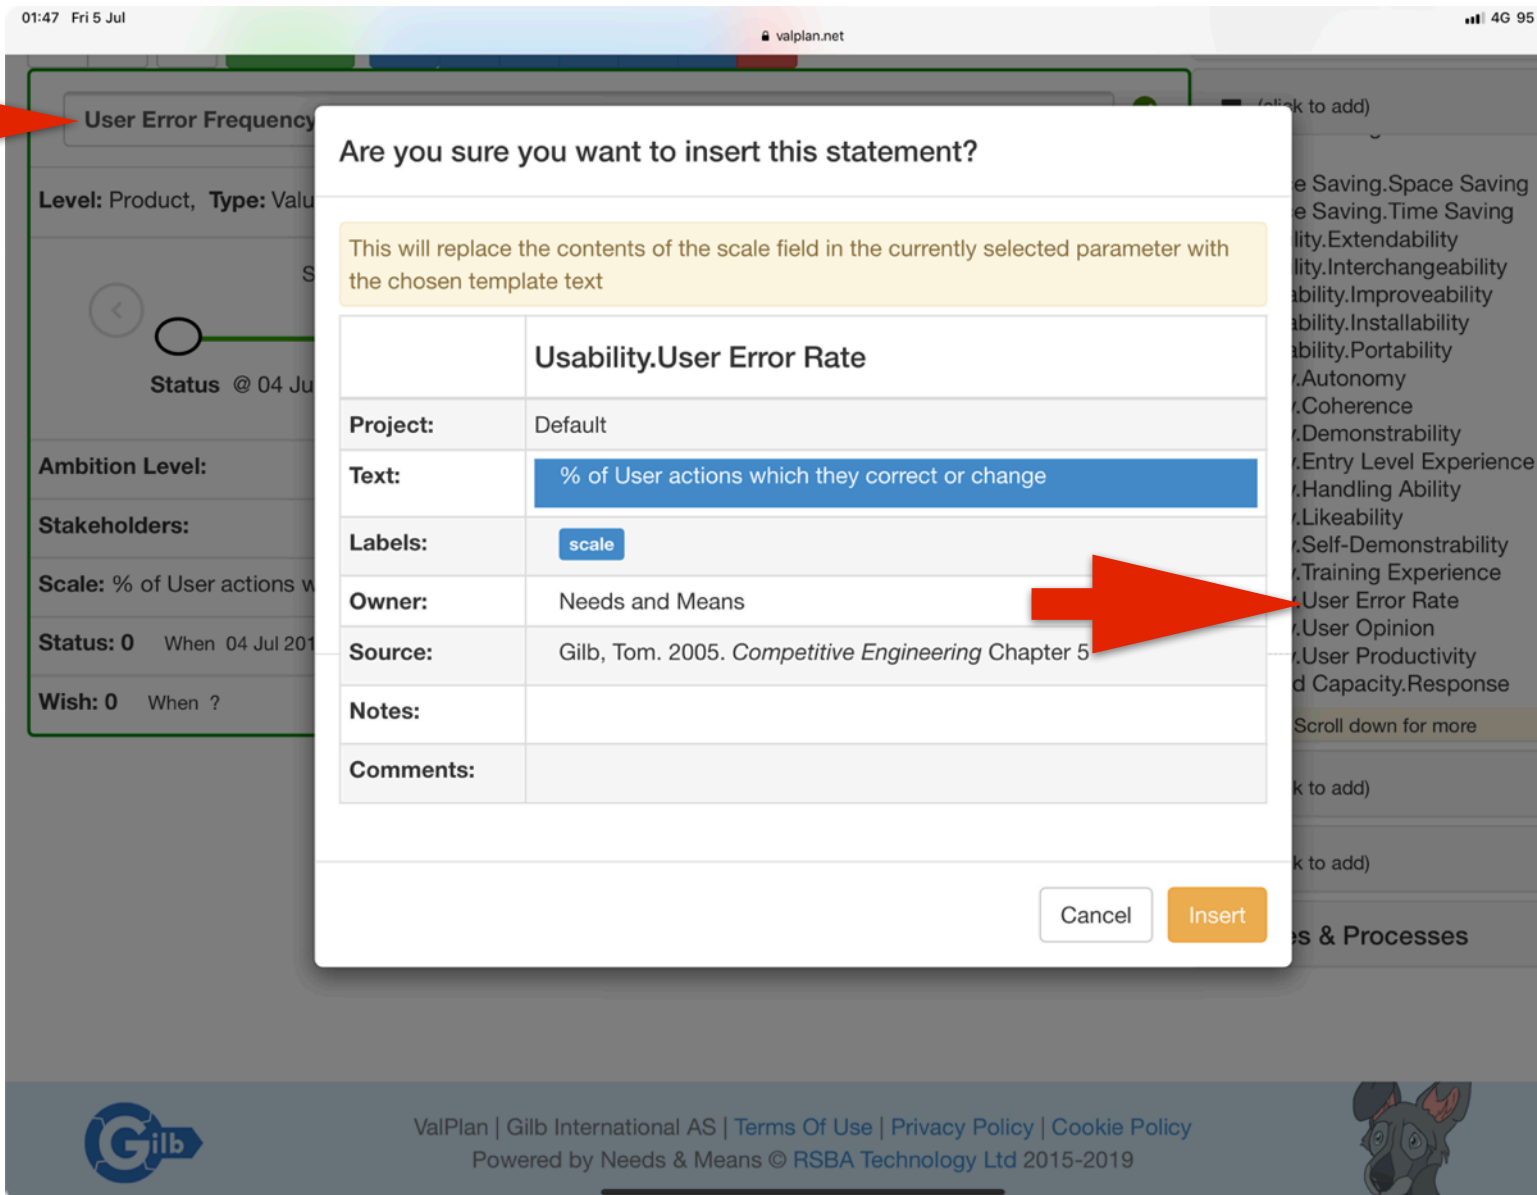 01:47 Fri 5 Jul
4G 95
valplan.net
User Error Frequency
(click to add)
Are you sure you want to insert this statement?
Level: Product, Type: Valu
This will replace the contents of the scale field in the currently selected parameter with
the chosen template text
S
Status @ 04 Ju
Usability.User Error Rate
Project: Default
Ambition Level:
Text: % of User actions which they correct or change
Stakeholders:
Labels: scale
Scale: % of User actions w
Owner: Needs and Means
Status: 0 When 04 Jul 201
Source: Gilb, Tom. 2005. Competitive Engineering Chapter 5
Wish: 0 When ?
Notes:
Comments:
Cancel
Insert
e Saving.Space Saving
e Saving.Time Saving
lity.Extendability
lity.Interchangeability
ability.Improveability
ability.Installability
ability.Portability
.Autonomy
.Coherence
.Demonstrability
.Entry Level Experience
.Handling Ability
.Likeability
.Self-Demonstrability
.Training Experience
.User Error Rate
.User Opinion
.User Productivity
d Capacity.Response
Scroll down for more
k to add)
k to add)
es & Processes
Gilb
ValPlan | Gilb International AS | Terms Of Use | Privacy Policy | Cookie Policy
Powered by Needs & Means © RSBA Technology Ltd 2015-2019